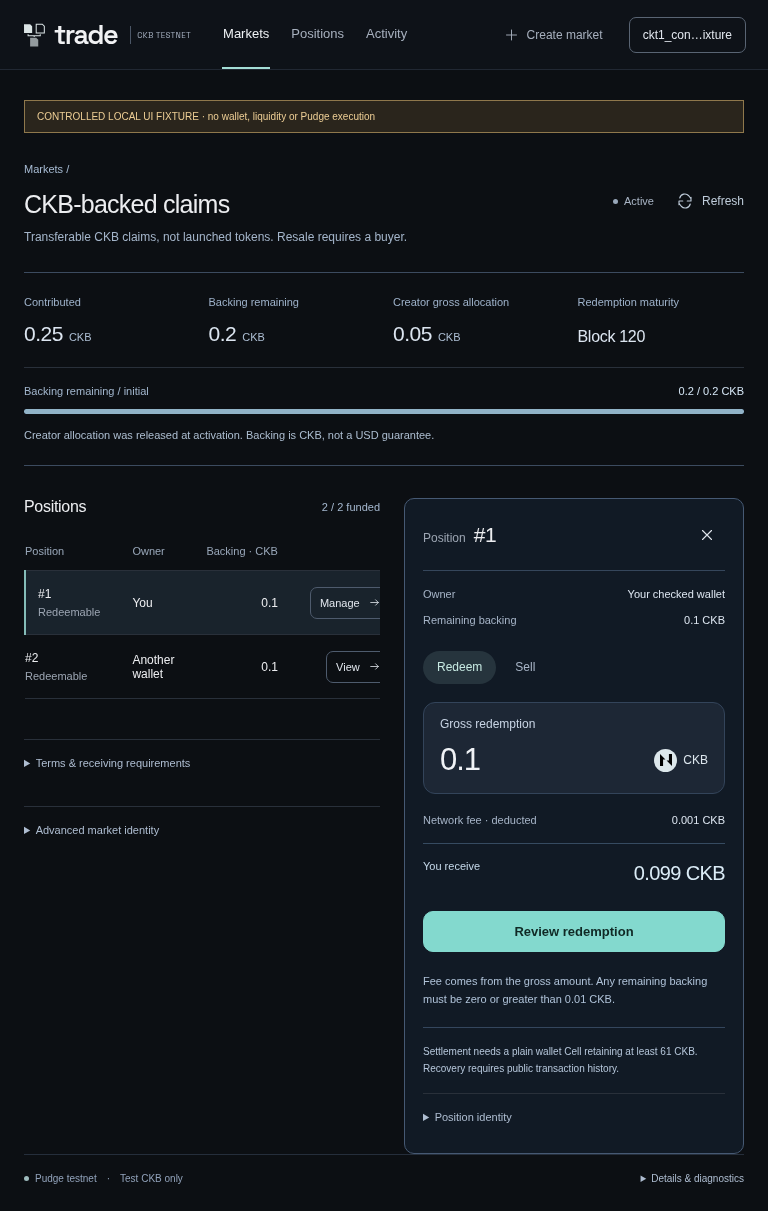 trade
CKB TESTNET
Markets
Positions
Activity
Create market
ckt1_con…ixture
CONTROLLED LOCAL UI FIXTURE · no wallet, liquidity or Pudge execution
Markets /
CKB-backed claims
Active
Refresh
Transferable CKB claims, not launched tokens. Resale requires a buyer.
Contributed
Backing remaining
Creator gross allocation
Redemption maturity
0.25 CKB
0.2 CKB
0.05 CKB
Block 120
Backing remaining / initial
0.2 / 0.2 CKB
Creator allocation was released at activation. Backing is CKB, not a USD guarantee.
Positions
2 / 2 funded
Position
Owner
Backing · CKB
#1
Redeemable
You
0.1
Manage
#2
Redeemable
Another
wallet
0.1
View
Terms & receiving requirements
Advanced market identity
Position #1
Owner
Your checked wallet
Remaining backing
0.1 CKB
Redeem
Sell
Gross redemption
0.1
CKB
Network fee · deducted
0.001 CKB
You receive
0.099 CKB
Review redemption
Fee comes from the gross amount. Any remaining backing
must be zero or greater than 0.01 CKB.
Settlement needs a plain wallet Cell retaining at least 61 CKB.
Recovery requires public transaction history.
Position identity
Pudge testnet · Test CKB only
Details & diagnostics